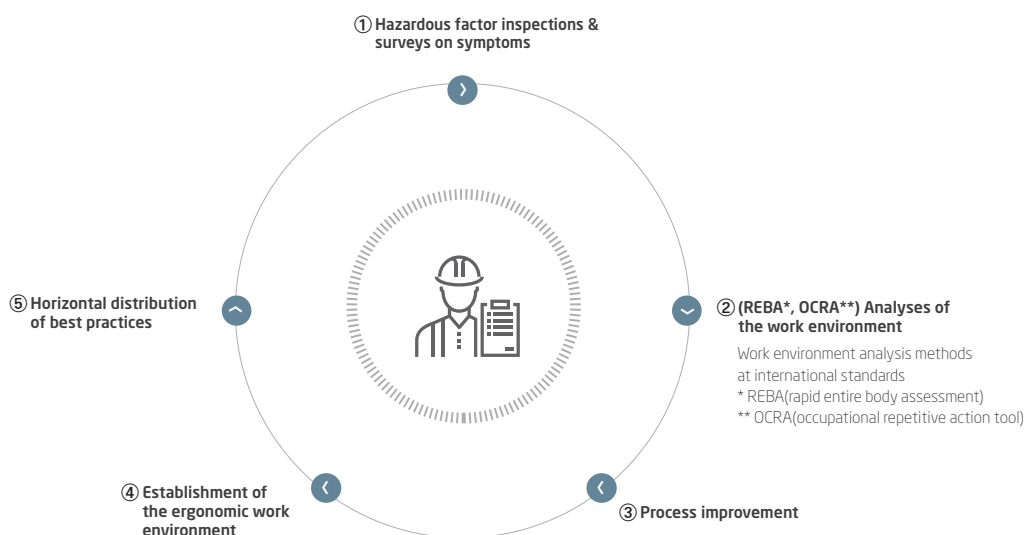 ① Hazardous factor inspections &
surveys on symptoms
② (REBA*, OCRA**) Analyses of
the work environment
Work environment analysis methods
at international standards
* REBA(rapid entire body assessment)
** OCRA(occupational repetitive action tool)
③ Process improvement
④ Establishment of
the ergonomic work
environment
⑤ Horizontal distribution
of best practices